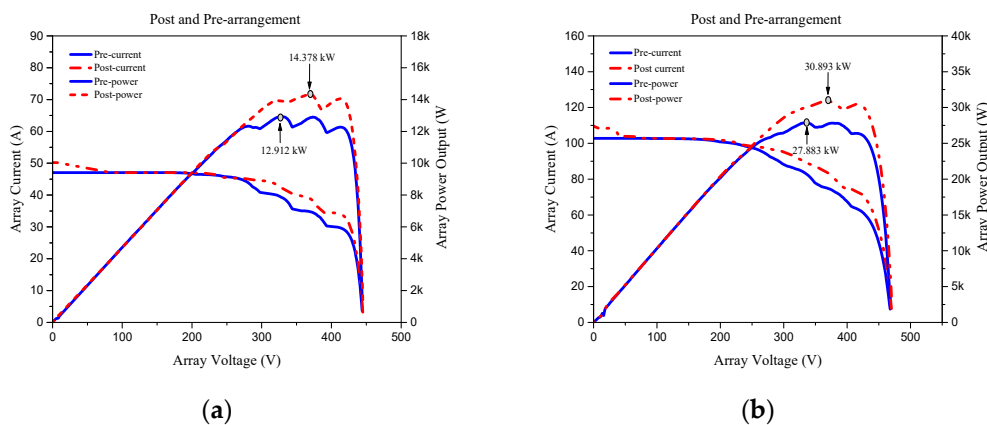 Post and Pre-arrangement
90
80
70
60
50
40
30
20
10
0
Array Current (A)
18k
16k
14k
12k
10k
8k
6k
4k
2k
0
Array Power Output (W
Pre-current
Post-current
Pre-power
Post-power
14.378 kW
12.912 kW
0 100 200 300 400 500
Array Voltage (V)
(a)
Post and Pre-arrangement
160
140
120
100
80
60
40
20
0
Array Current (A)
40k
35k
30k
25k
20k
15k
10k
5k
0
Array Power Output (W
Pre-current
Post current
Pre-power
Post-power
30.893 kW
27.883 kW
0 100 200 300 400 500
Array Voltage (V)
(b)